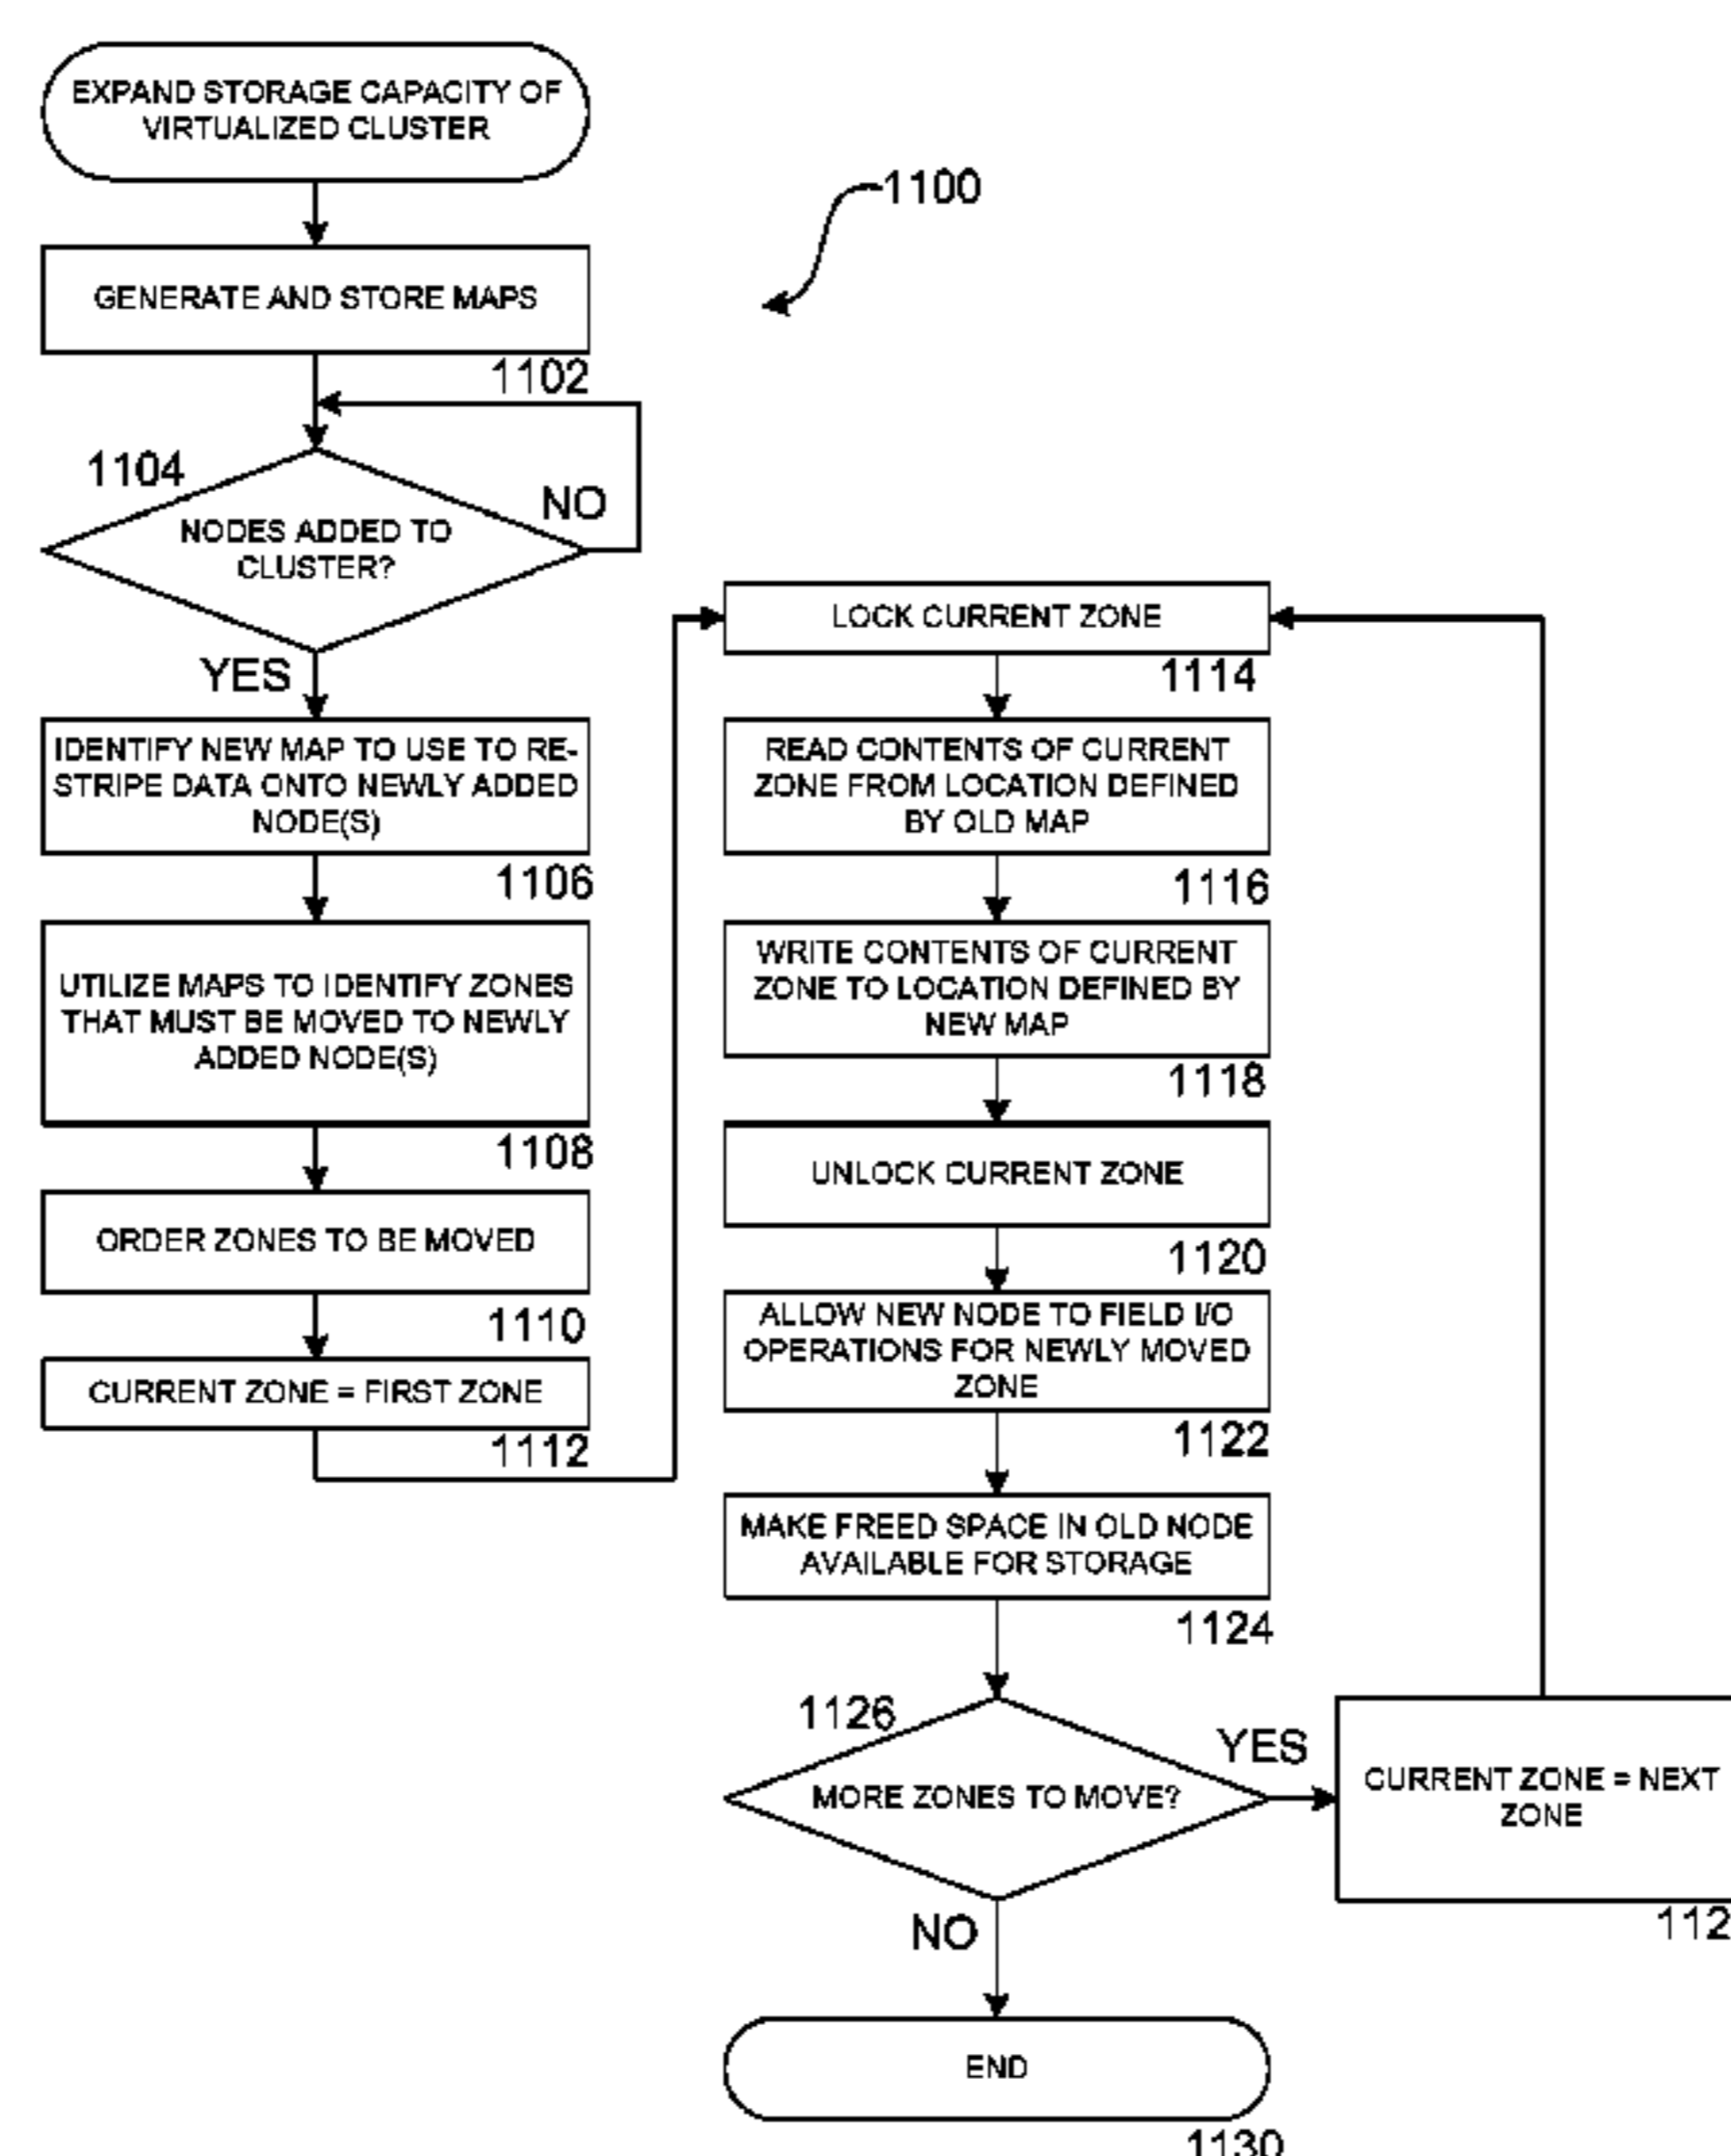 EXPAND STORAGE CAPACITY OF
VIRTUALIZED CLUSTER
1100
GENERATE AND STORE MAPS
1102
1104
NODES ADDED TO
CLUSTER?
NO
YES
IDENTIFY NEW MAP TO USE TO RE-
STRIPE DATA ONTO NEWLY ADDED
NODE(S)
1106
UTILIZE MAPS TO IDENTIFY ZONES
THAT MUST BE MOVED TO NEWLY
ADDED NODE(S)
1108
ORDER ZONES TO BE MOVED
1110
CURRENT ZONE = FIRST ZONE
1112
LOCK CURRENT ZONE
1114
READ CONTENTS OF CURRENT
ZONE FROM LOCATION DEFINED
BY OLD MAP
1116
WRITE CONTENTS OF CURRENT
ZONE TO LOCATION DEFINED BY
NEW MAP
1118
UNLOCK CURRENT ZONE
1120
ALLOW NEW NODE TO FIELD I/O
OPERATIONS FOR NEWLY MOVED
ZONE
1122
MAKE FREED SPACE IN OLD NODE
AVAILABLE FOR STORAGE
1124
1126
MORE ZONES TO MOVE?
YES
CURRENT ZONE = NEXT
ZONE
112
NO
END
1130